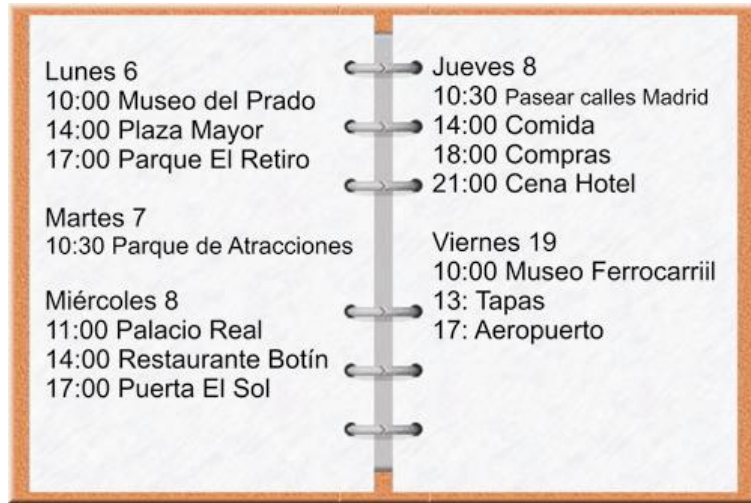 Lunes 6
10:00 Museo del Prado
14:00 Plaza Mayor
17:00 Parque El Retiro
Martes 7
10:30 Parque de Atracciones
Miércoles 8
11:00 Palacio Real
14:00 Restaurante Botín
17:00 Puerta El Sol
Jueves 8
10:30 Pasear calles Madrid
14:00 Comida
18:00 Compras
21:00 Cena Hotel
Viernes 19
10:00 Museo Ferrocarriil
13: Tapas
17: Aeropuerto